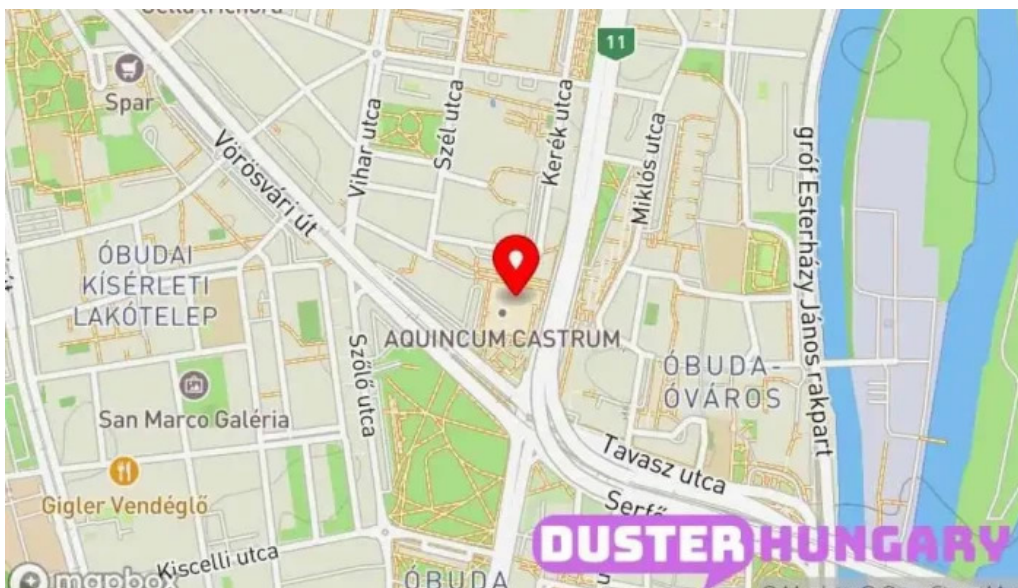 11
Spar
Vihar utca
Szél utca
Kerék utca
Miklós utca
gróf Esterházy János rakpart
Vörösvári út
ÓBUDAI
KÍSÉRLETI
LAKÓTELEP
AQUINCUM CASTRUM
Szőlő utca
ÓBUDA-
ÓVÁROS
San Marco Galéria
Tavasz utca
Gigler Vendéglő
Serfő
DUSTER HUNGARY
Kiscelli utca
ÓBUDA
mapbox